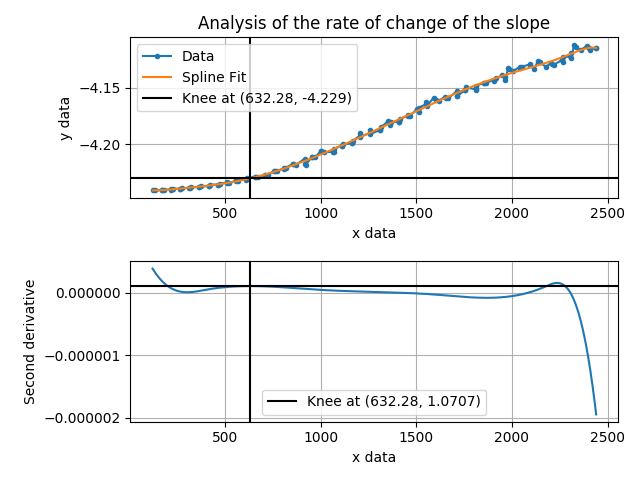 Analysis of the rate of change of the slope
Data
Spline Fit
Knee at (632.28, -4.229)
−4.15
−4.20
y data
500 1000 1500 2000 2500
x data
0.000000
−0.000001
−0.000002
Second derivative
Knee at (632.28, 1.0707)
500 1000 1500 2000 2500
x data